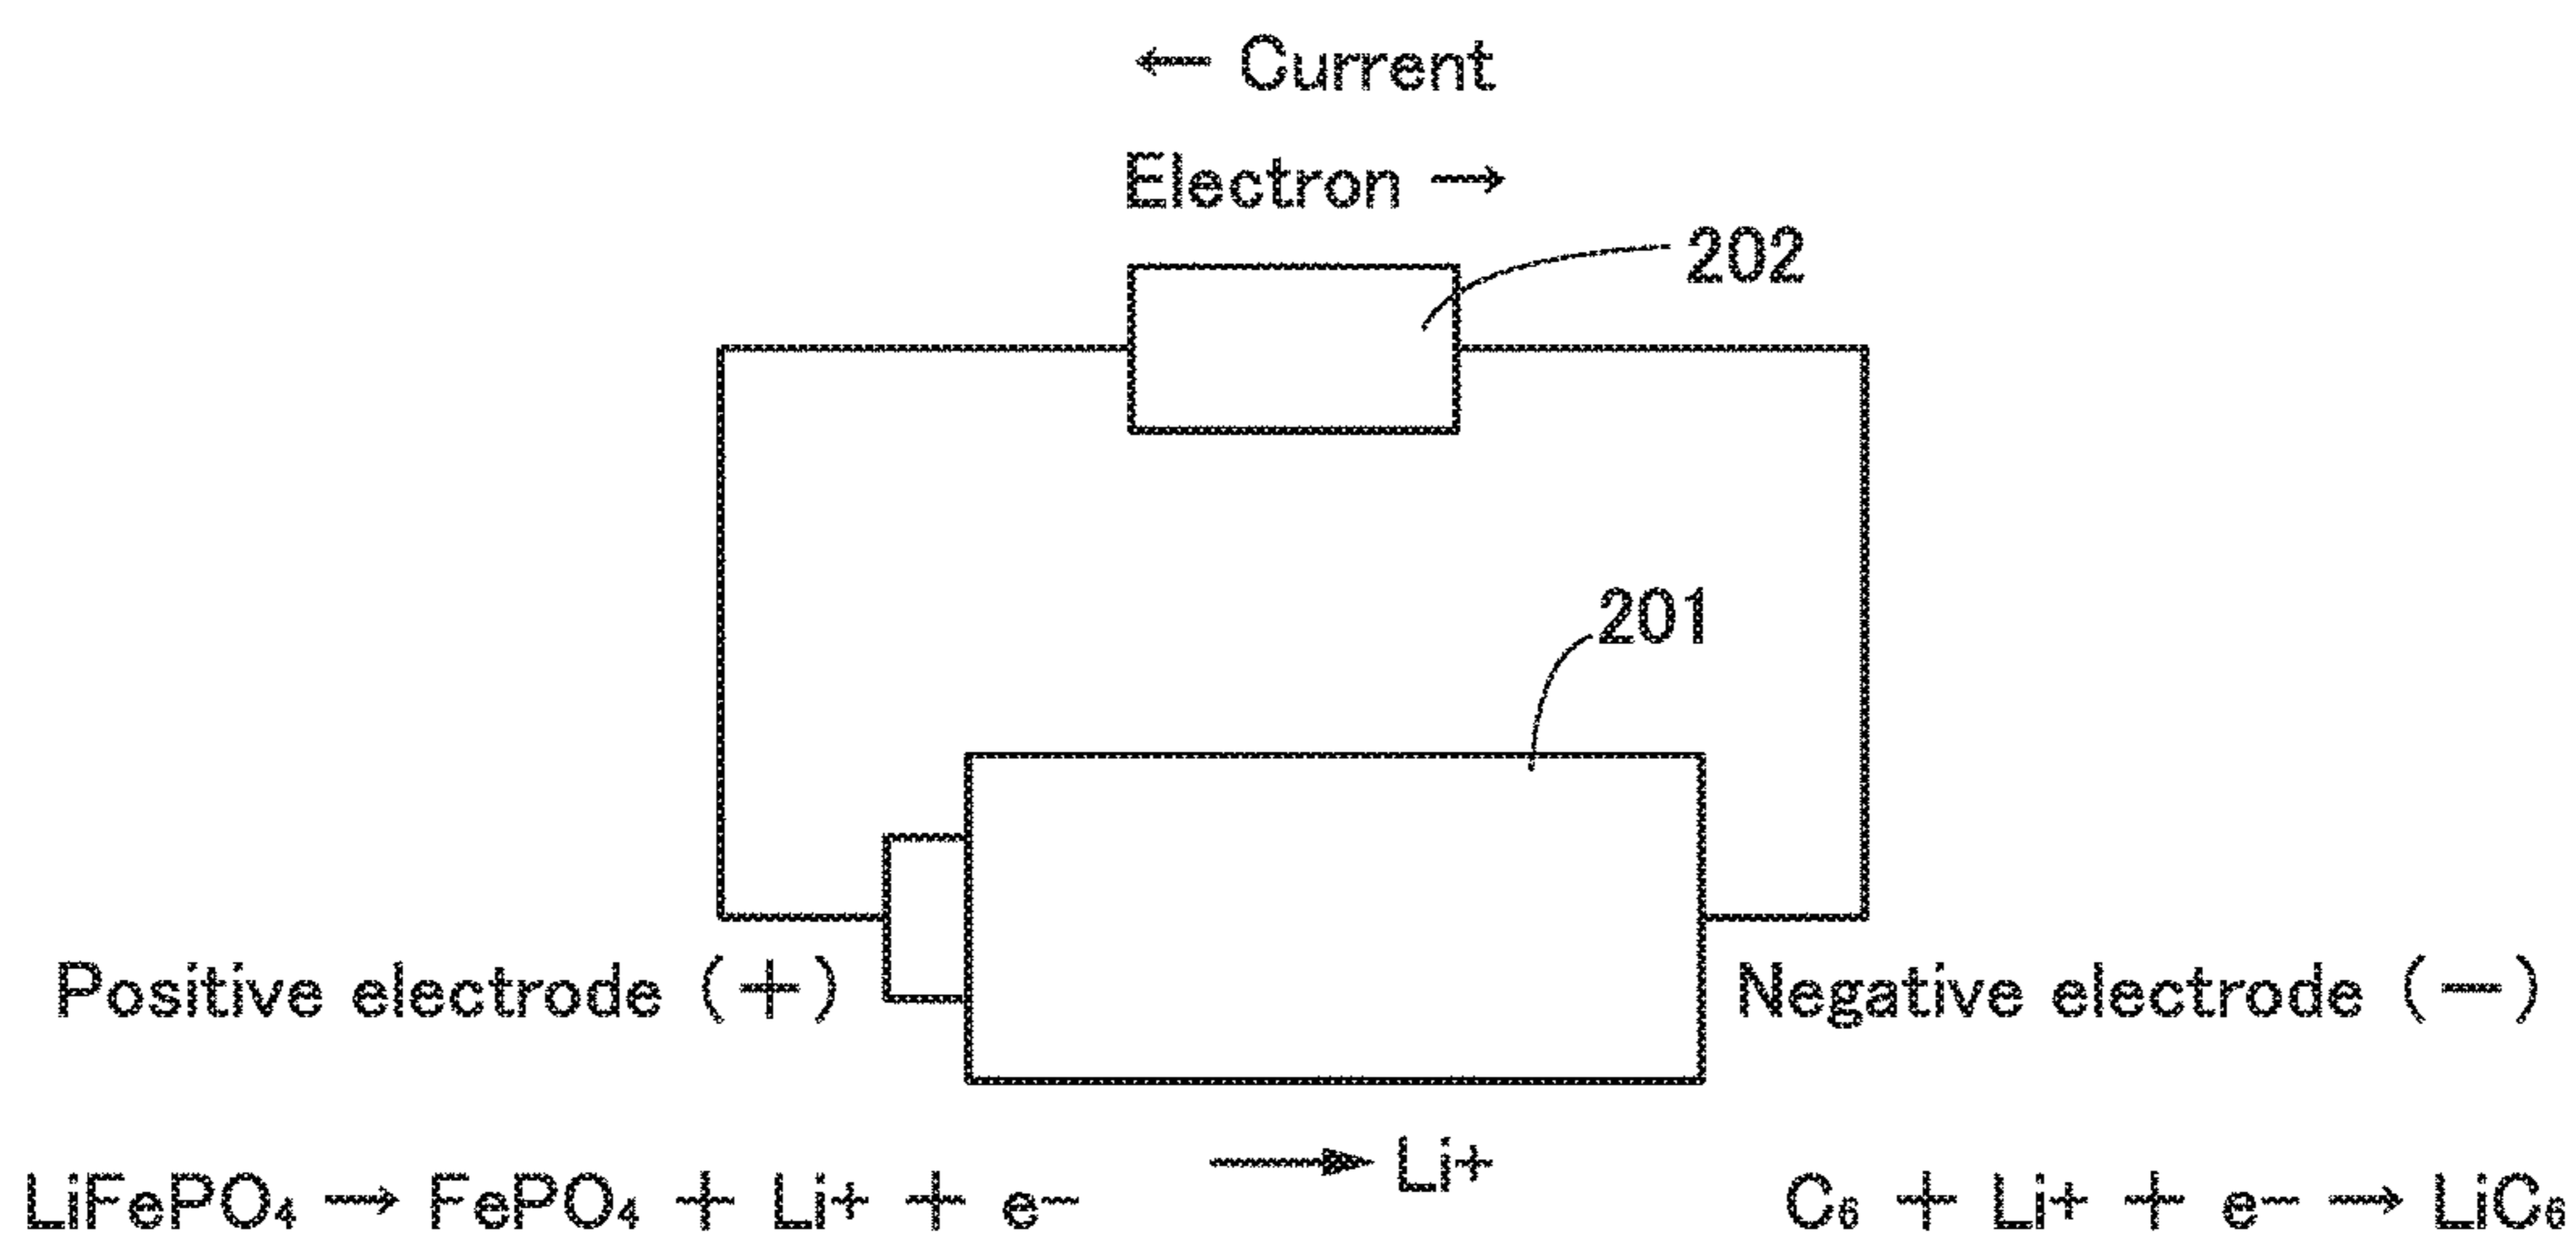 ← Current
Electron →
202
201
Positive electrode (+)
Negative electrode (−)
→ Li+
LiFePO₄ → FePO₄ + Li+ + e−
C₆ + Li+ + e− → LiC₆